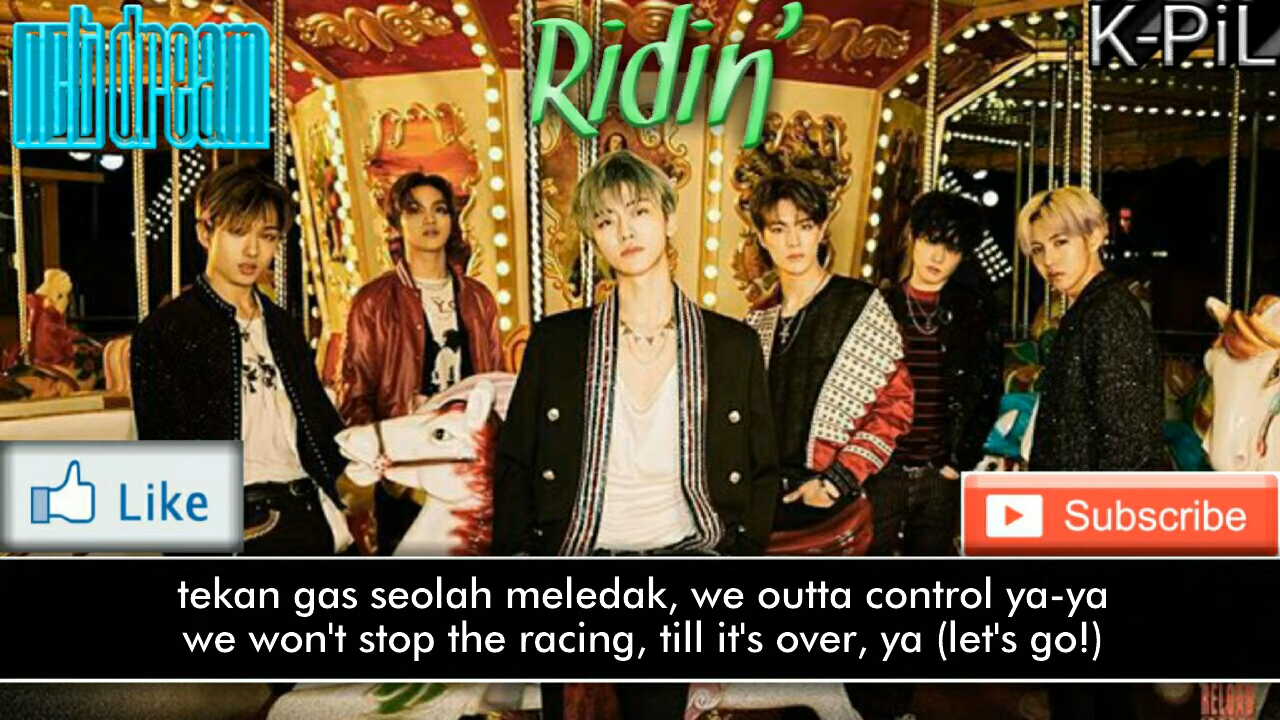 nct dream
Ridin'
K-PiL
Like
Subscribe
tekan gas seolah meledak, we outta control ya-ya
we won't stop the racing, till it's over, ya (let's go!)
RELOAD